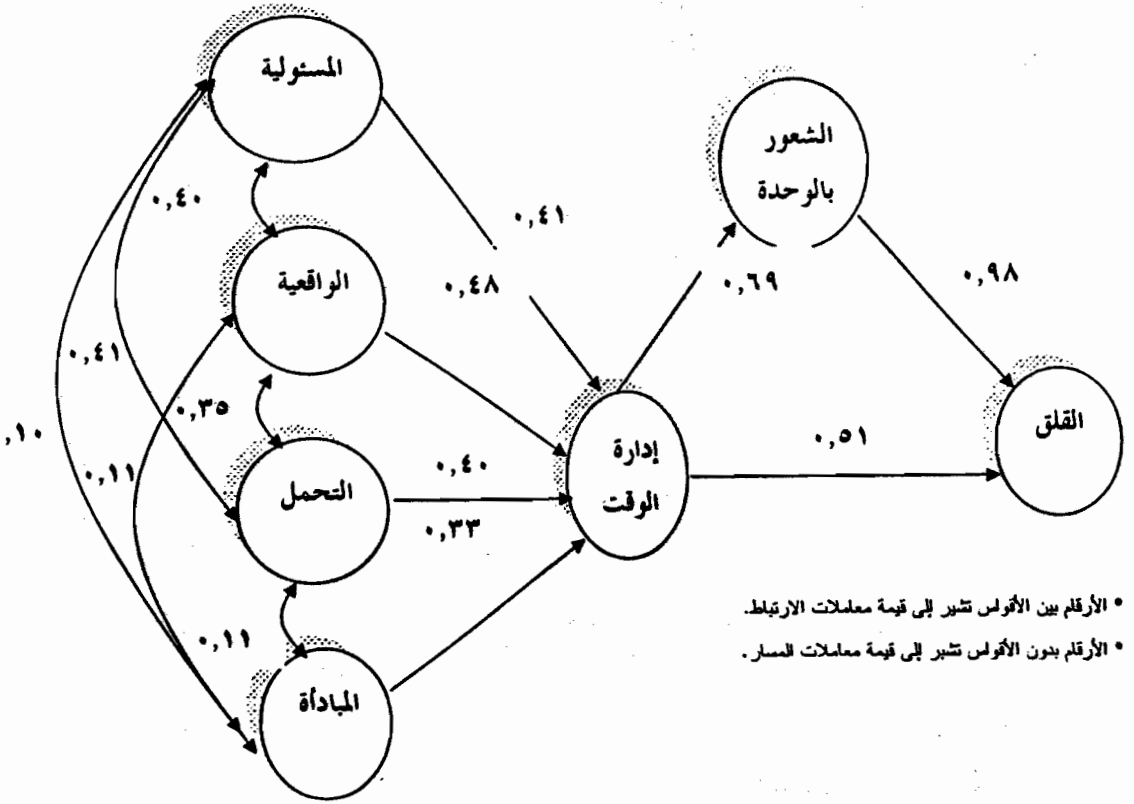 المسئولية
الشعور
بالوحدة
٠,٤٠
٠,٤١
الواقعية
٠,٤٨
٠,٦٩
٠,٩٨
٠,٤١
٠,٣٥
القلق
,١٠
٠,١١
التحمل
٠,٤٠
٠,٣٣
إدارة
الوقت
٠,٥١
٠,١١
المبادأة
• الأرقام بين الأقواس تشير إلى قيمة معاملات الارتباط.
• الأرقام بدون الأقواس تشير إلى قيمة معاملات المسار.